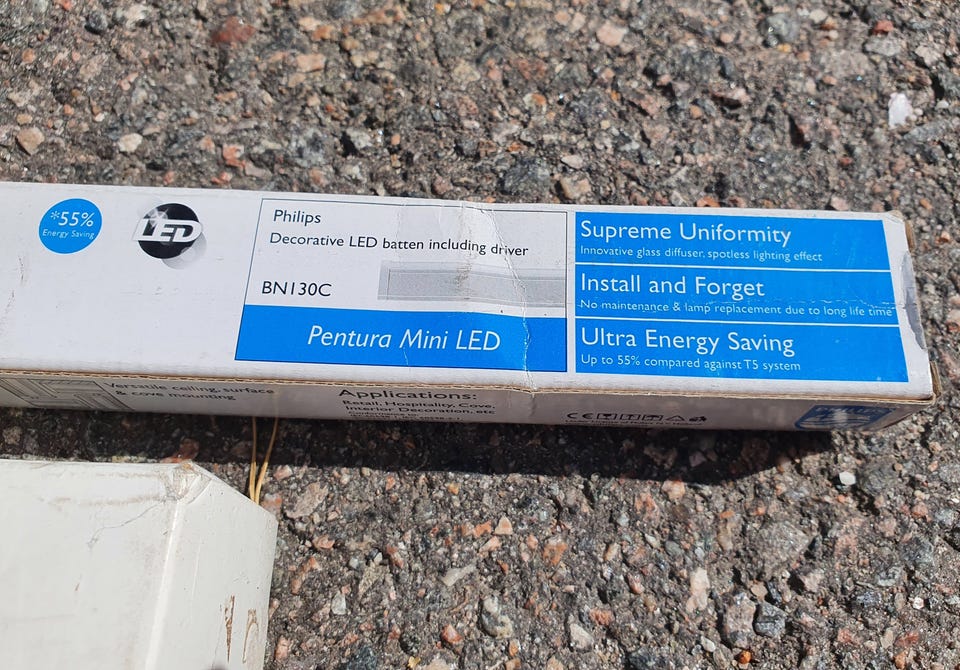 *55%
Energy Saving
LED
Philips
Decorative LED batten including driver
BN130C
Pentura Mini LED
Supreme Uniformity
Innovative glass diffuser, spotless lighting effect
Install and Forget
No maintenance & lamp replacement due to long life time
Ultra Energy Saving
Up to 55% compared against T5 system
Versatile ceiling, surface
& cove mounting
Applications:
Retail, Hospitality, Cove,
Interior Decoration, etc
CE
PHILIPS